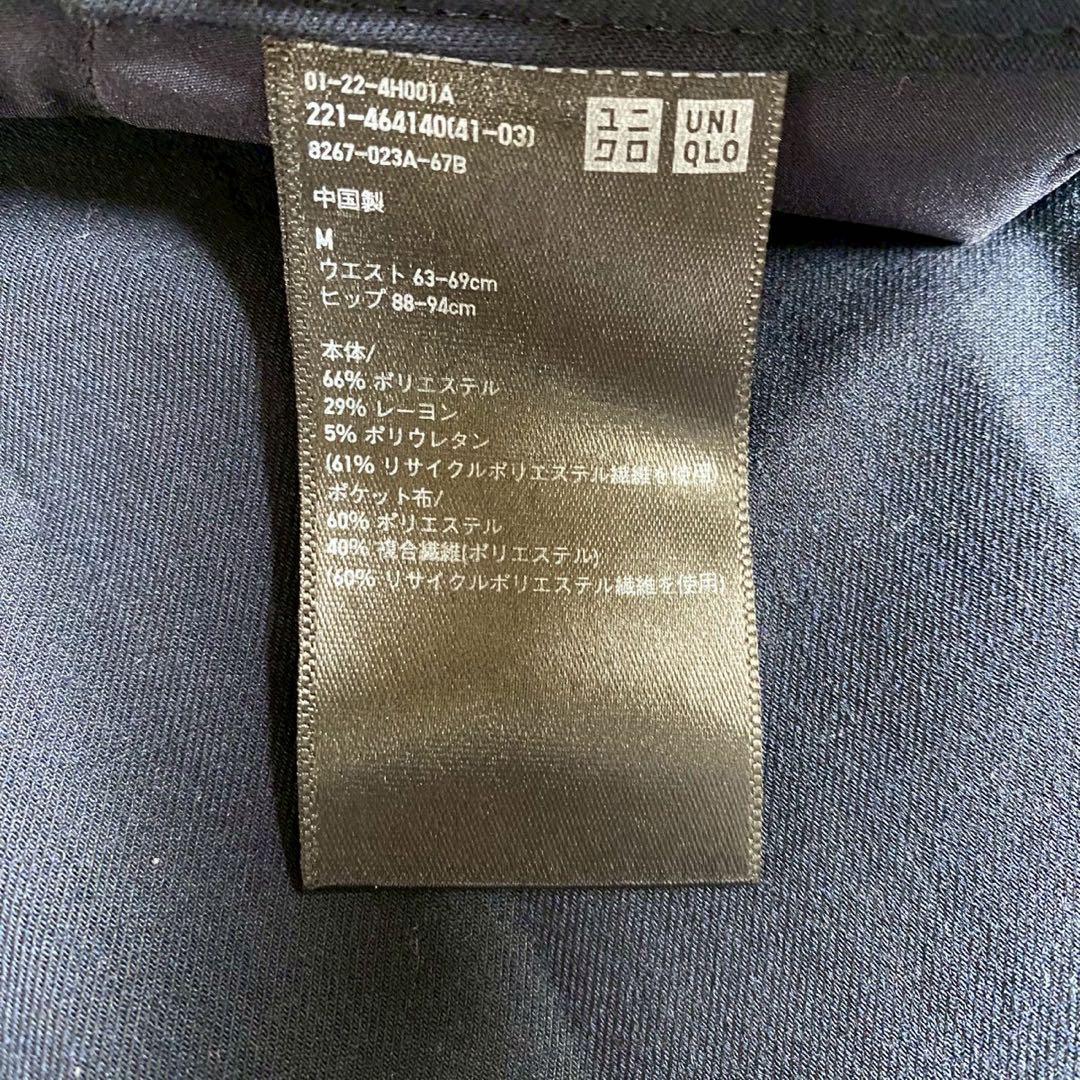 01-22-4H001A
221-464140(41-03)
8267-023A-67B
ユニ
クロ
UNI
QLO
中国製
M
ウエスト 63-69cm
ヒップ 88-94cm
本体/
66% ポリエステル
29% レーヨン
5% ポリウレタン
(61% リサイクルポリエステル繊維を使用)
ポケット布/
60% ポリエステル
40% 複合繊維(ポリエステル)
(60% リサイクルポリエステル繊維を使用)